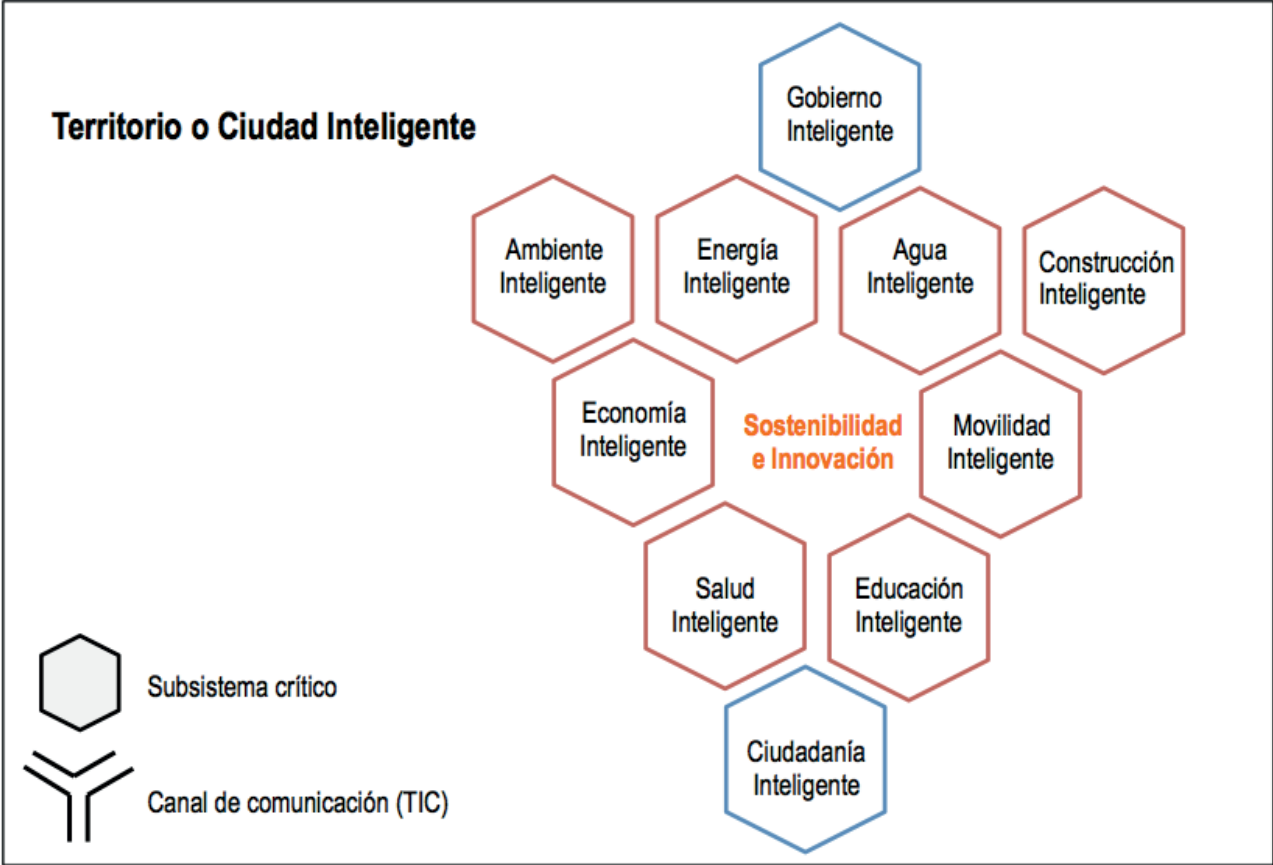 Territorio o Ciudad Inteligente
Gobierno
Inteligente
Ambiente
Inteligente
Energía
Inteligente
Agua
Inteligente
Construcción
Inteligente
Economía
Inteligente
Sostenibilidad
e Innovación
Movilidad
Inteligente
Salud
Inteligente
Educación
Inteligente
Ciudadanía
Inteligente
Subsistema crítico
Canal de comunicación (TIC)